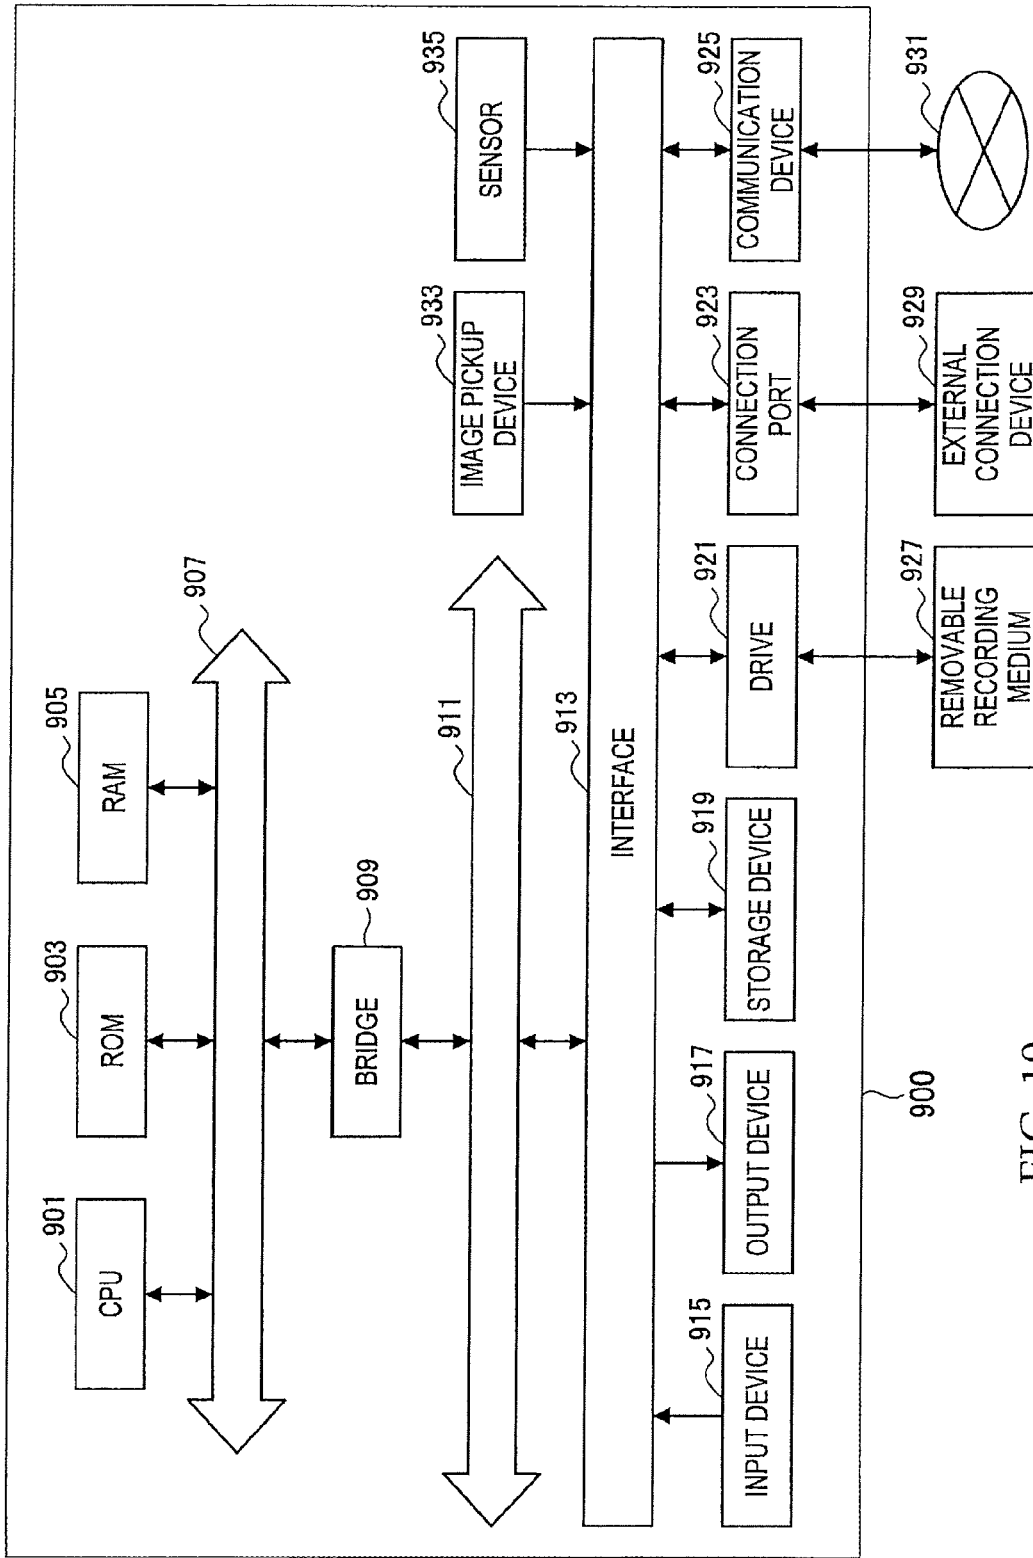 901
CPU
903
ROM
905
RAM
907
909
BRIDGE
911
933
IMAGE PICKUP
DEVICE
935
SENSOR
913
INTERFACE
915
INPUT DEVICE
917
OUTPUT DEVICE
919
STORAGE DEVICE
921
DRIVE
923
CONNECTION
PORT
925
COMMUNICATION
DEVICE
900
927
REMOVABLE
RECORDING
MEDIUM
929
EXTERNAL
CONNECTION
DEVICE
931
FIG.